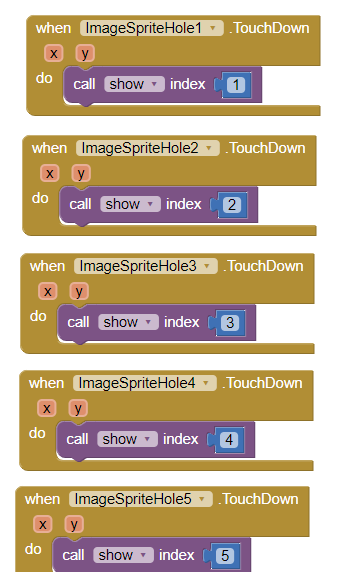 when ImageSpriteHole1 .TouchDown
x y
do call show index 1
when ImageSpriteHole2 .TouchDown
x y
do call show index 2
when ImageSpriteHole3 .TouchDown
x y
do call show index 3
when ImageSpriteHole4 .TouchDown
x y
do call show index 4
when ImageSpriteHole5 .TouchDown
x y
do call show index 5